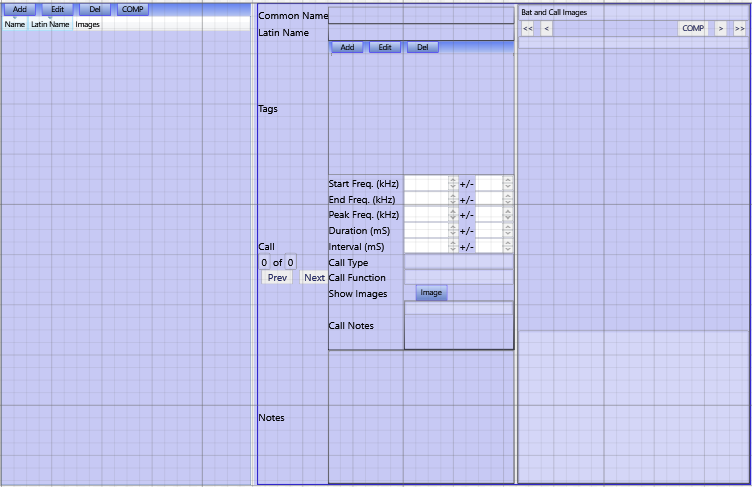 Add Edit Del COMP
Name Latin Name Images
Common Name
Latin Name
Add Edit Del
Tags
Start Freq. (kHz) +/-
End Freq. (kHz) +/-
Peak Freq. (kHz) +/-
Duration (mS) +/-
Call Interval (mS) +/-
0 of 0 Call Type
Prev Next Call Function
Show Images Image
Call Notes
Notes
Bat and Call Images
<< < COMP > >>